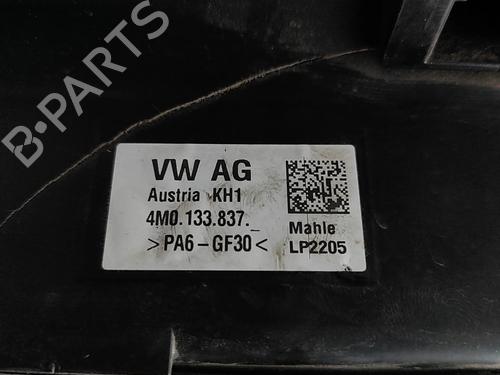 B-PARTS
VW AG
Austria KH1
4M0.133.837._
>PA6-GF30<
Mahle
LP2205